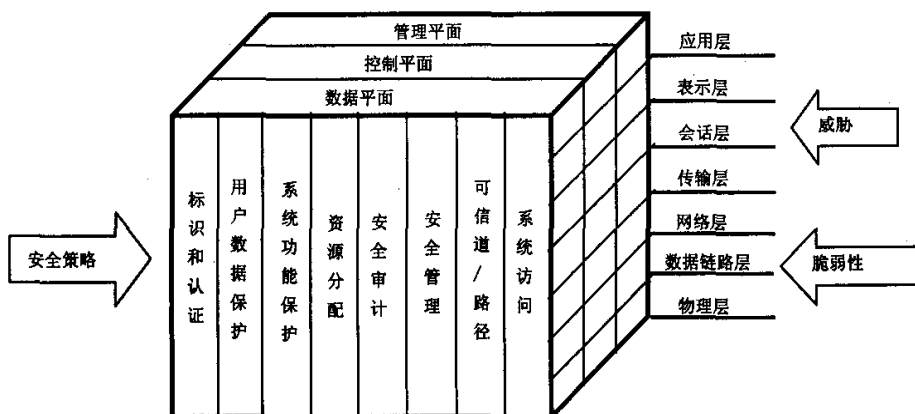 管理平面
控制平面
数据平面
应用层
表示层
会话层
传输层
网络层
数据链路层
物理层
威胁
脆弱性
安全策略
标识和认证
用户数据保护
系统功能保护
资源分配
安全审计
安全管理
可信道/路径
系统访问